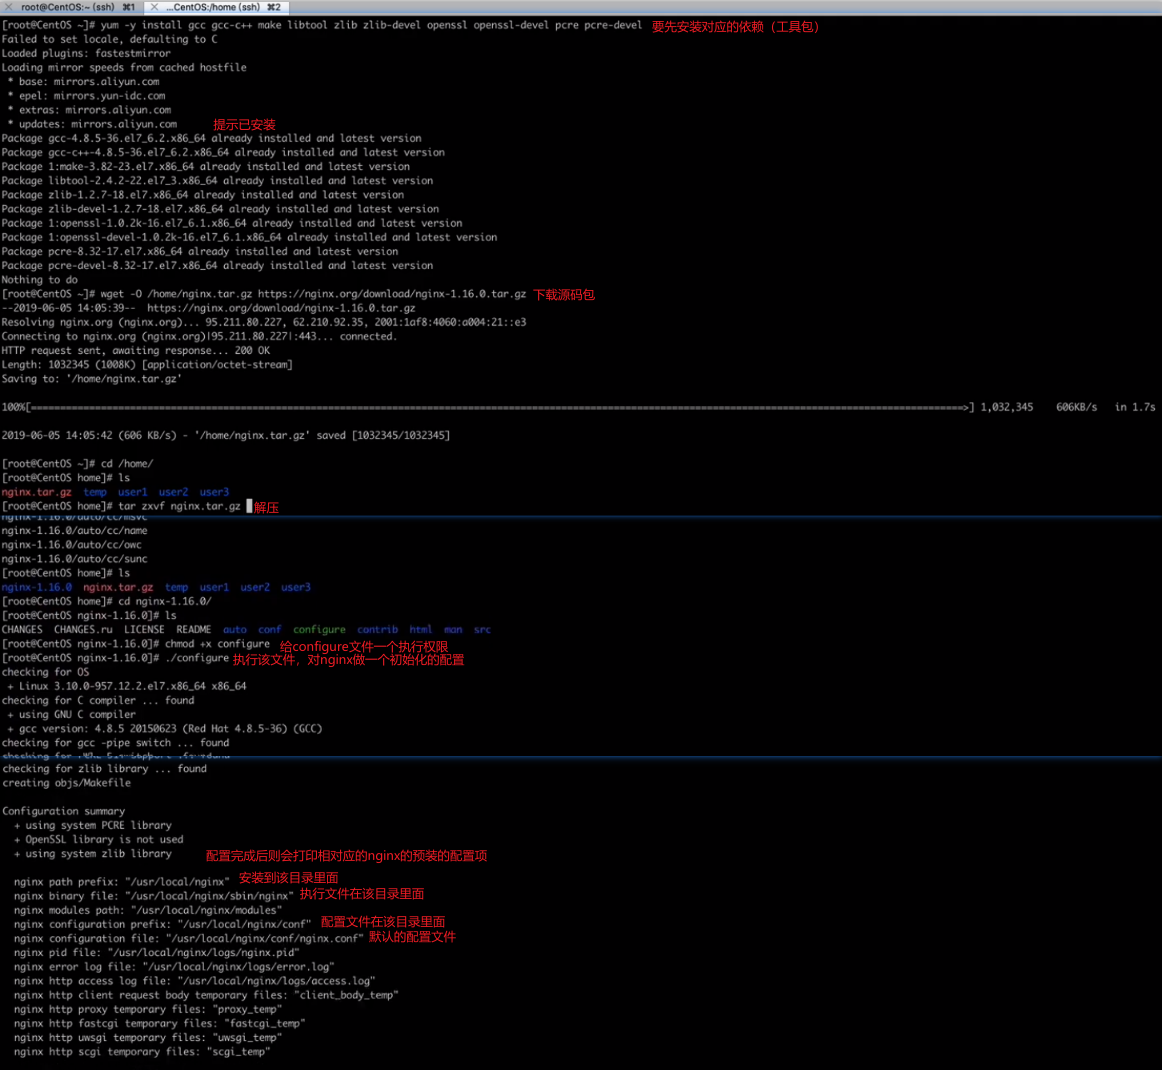 root@CentOS:~ (ssh) ⌘1 ...CentOS:/home (ssh) ⌘2
[root@CentOS ~]# yum -y install gcc gcc-c++ make libtool zlib zlib-devel openssl openssl-devel pcre pcre-devel 要先安装对应的依赖（工具包）
Failed to set locale, defaulting to C
Loaded plugins: fastestmirror
Loading mirror speeds from cached hostfile
* base: mirrors.aliyun.com
* epel: mirrors.yun-idc.com
* extras: mirrors.aliyun.com
* updates: mirrors.aliyun.com 提示已安装
Package gcc-4.8.5-36.el7_6.2.x86_64 already installed and latest version
Package gcc-c++-4.8.5-36.el7_6.2.x86_64 already installed and latest version
Package 1:make-3.82-23.el7.x86_64 already installed and latest version
Package libtool-2.4.2-22.el7_3.x86_64 already installed and latest version
Package zlib-1.2.7-18.el7.x86_64 already installed and latest version
Package zlib-devel-1.2.7-18.el7.x86_64 already installed and latest version
Package 1:openssl-1.0.2k-16.el7_6.1.x86_64 already installed and latest version
Package 1:openssl-devel-1.0.2k-16.el7_6.1.x86_64 already installed and latest version
Package pcre-8.32-17.el7.x86_64 already installed and latest version
Package pcre-devel-8.32-17.el7.x86_64 already installed and latest version
Nothing to do
[root@CentOS ~]# wget -O /home/nginx.tar.gz https://nginx.org/download/nginx-1.16.0.tar.gz 下载源码包
--2019-06-05 14:05:39-- https://nginx.org/download/nginx-1.16.0.tar.gz
Resolving nginx.org (nginx.org)... 95.211.80.227, 62.210.92.35, 2001:1af8:4060:a004:21::e3
Connecting to nginx.org (nginx.org)|95.211.80.227|:443... connected.
HTTP request sent, awaiting response... 200 OK
Length: 1032345 (1008K) [application/octet-stream]
Saving to: '/home/nginx.tar.gz'
100%[=====================>] 1,032,345 606KB/s in 1.7s
2019-06-05 14:05:42 (606 KB/s) - '/home/nginx.tar.gz' saved [1032345/1032345]
[root@CentOS ~]# cd /home/
[root@CentOS home]# ls
nginx.tar.gz temp user1 user2 user3
[root@CentOS home]# tar zxvf nginx.tar.gz 解压
nginx-1.16.0/auto/cc/msvc
nginx-1.16.0/auto/cc/name
nginx-1.16.0/auto/cc/owc
nginx-1.16.0/auto/cc/sunc
[root@CentOS home]# ls
nginx-1.16.0 nginx.tar.gz temp user1 user2 user3
[root@CentOS home]# cd nginx-1.16.0/
[root@CentOS nginx-1.16.0]# ls
CHANGES CHANGES.ru LICENSE README auto conf configure contrib html man src
[root@CentOS nginx-1.16.0]# chmod +x configure 给configure文件一个执行权限
[root@CentOS nginx-1.16.0]# ./configure 执行该文件，对nginx做一个初始化的配置
checking for OS
+ Linux 3.10.0-957.12.2.el7.x86_64 x86_64
checking for C compiler ... found
+ using GNU C compiler
+ gcc version: 4.8.5 20150623 (Red Hat 4.8.5-36) (GCC)
checking for gcc -pipe switch ... found
checking for zlib library ... found
creating objs/Makefile
Configuration summary
+ using system PCRE library
+ OpenSSL library is not used
+ using system zlib library 配置完成后则会打印相对应的nginx的预装的配置项
nginx path prefix: "/usr/local/nginx" 安装到该目录里面
nginx binary file: "/usr/local/nginx/sbin/nginx" 执行文件在该目录里面
nginx modules path: "/usr/local/nginx/modules"
nginx configuration prefix: "/usr/local/nginx/conf" 配置文件在该目录里面
nginx configuration file: "/usr/local/nginx/conf/nginx.conf" 默认的配置文件
nginx pid file: "/usr/local/nginx/logs/nginx.pid"
nginx error log file: "/usr/local/nginx/logs/error.log"
nginx http access log file: "/usr/local/nginx/logs/access.log"
nginx http client request body temporary files: "client_body_temp"
nginx http proxy temporary files: "proxy_temp"
nginx http fastcgi temporary files: "fastcgi_temp"
nginx http uwsgi temporary files: "uwsgi_temp"
nginx http scgi temporary files: "scgi_temp"